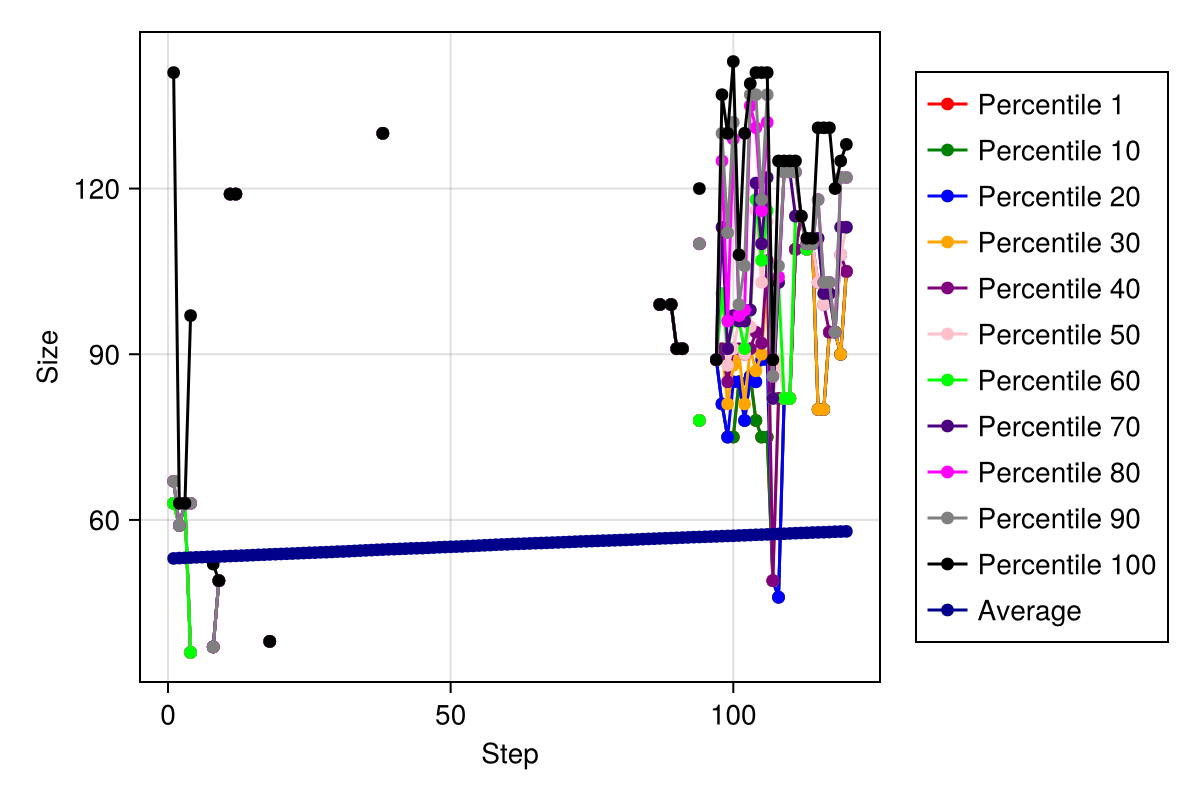 120
90
60
Size
0
50
100
Step
Percentile 1
Percentile 10
Percentile 20
Percentile 30
Percentile 40
Percentile 50
Percentile 60
Percentile 70
Percentile 80
Percentile 90
Percentile 100
Average